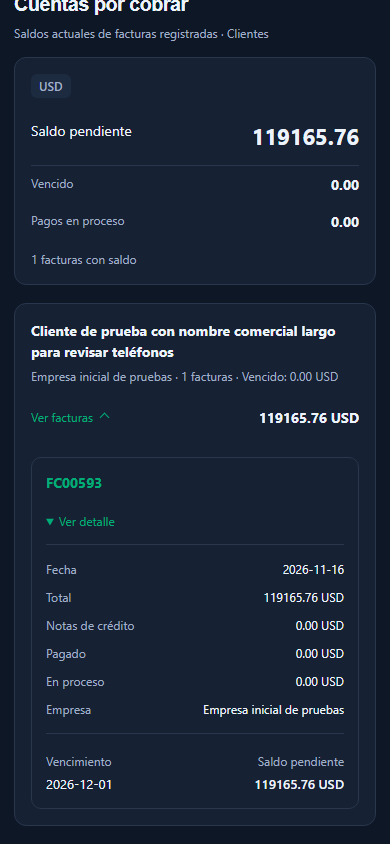 Cuentas por cobrar
Saldos actuales de facturas registradas · Clientes
USD
Saldo pendiente 119165.76
Vencido 0.00
Pagos en proceso 0.00
1 facturas con saldo
Cliente de prueba con nombre comercial largo
para revisar teléfonos
Empresa inicial de pruebas · 1 facturas · Vencido: 0.00 USD
Ver facturas 119165.76 USD
FC00593
▼ Ver detalle
Fecha 2026-11-16
Total 119165.76 USD
Notas de crédito 0.00 USD
Pagado 0.00 USD
En proceso 0.00 USD
Empresa Empresa inicial de pruebas
Vencimiento Saldo pendiente
2026-12-01 119165.76 USD